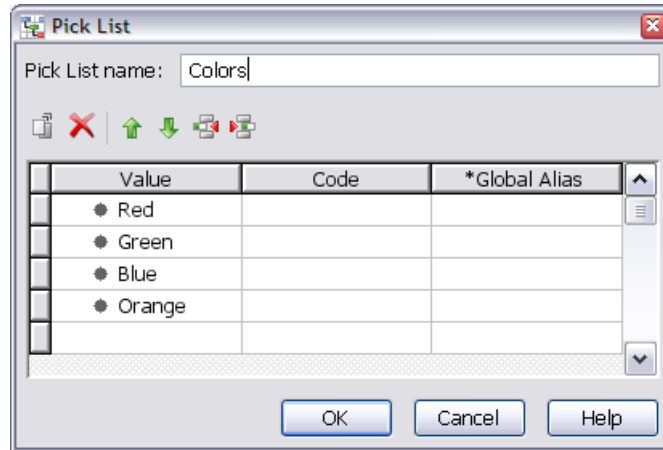 Pick List
Pick List name: Colors
Value Code *Global Alias
Red
Green
Blue
Orange
OK Cancel Help